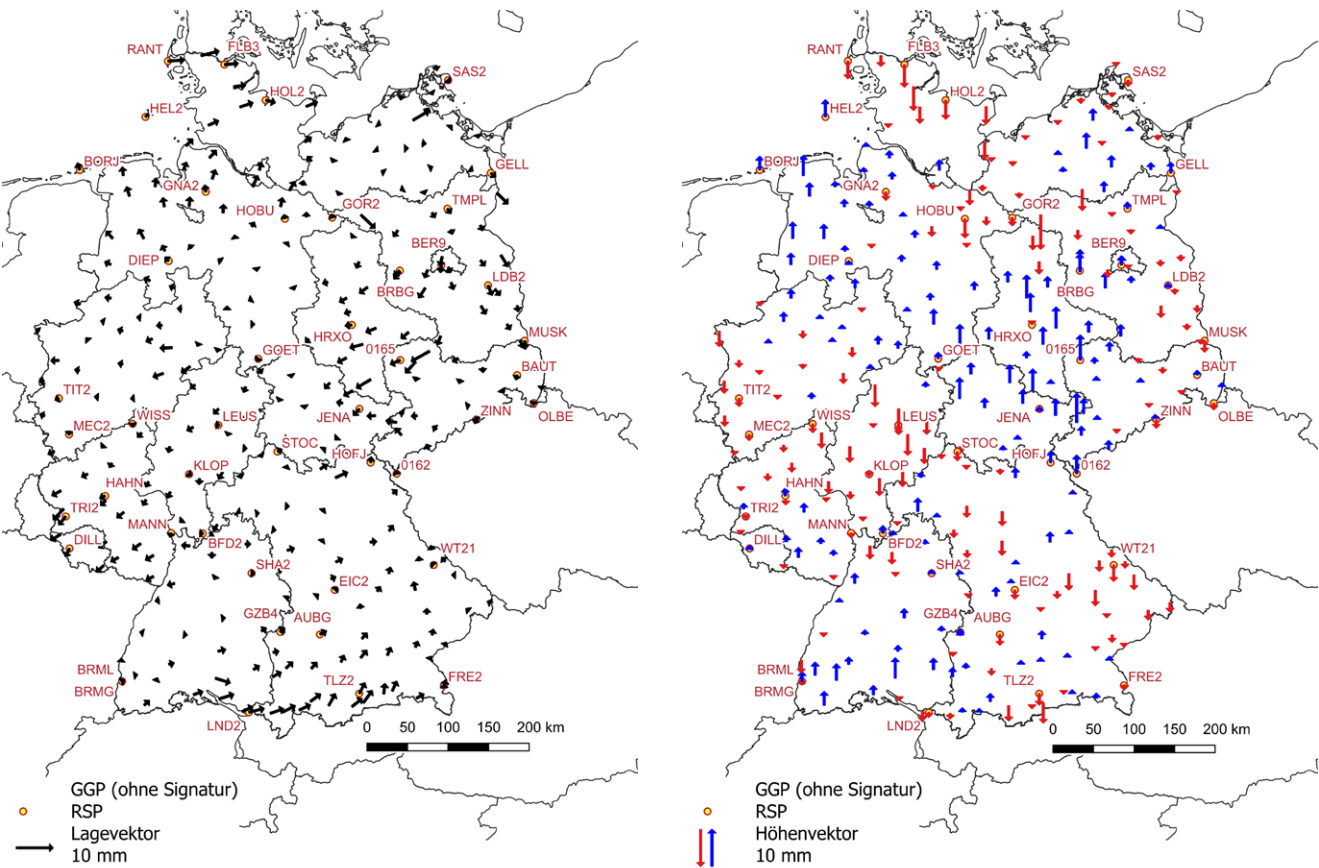 RANT
FLB3
SAS2
HEL2
HOL2
BORJ
GELL
GNA2
TMPL
HOBU
GOR2
BER9
DIEP
LDB2
BRBG
HRXO
MUSK
GOET
0165
TIT2
BAUT
WISS
LEUS
JENA
ZINN
OLBE
MEC2
STOC
HOFJ
KLOP
0162
HAHN
TRI2
MANN
DILL
BFD2
WT21
SHA2
EIC2
GZB4
AUBG
BRML
TLZ2
FRE2
BRMG
LND2
0 50 100 150 200 km
GGP (ohne Signatur)
RSP
Lagevektor
10 mm
RANT
FLB3
SAS2
HEL2
HOL2
BORJ
GELL
GNA2
TMPL
HOBU
GOR2
BER9
DIEP
LDB2
BRBG
HRXO
MUSK
GOET
0165
TIT2
BAUT
WISS
LEUS
JENA
ZINN
OLBE
MEC2
STOC
HOFJ
KLOP
0162
HAHN
TRI2
MANN
DILL
BFD2
WT21
SHA2
EIC2
GZB4
AUBG
BRML
TLZ2
FRE2
BRMG
LND2
0 50 100 150 200 km
GGP (ohne Signatur)
RSP
Höhenvektor
10 mm